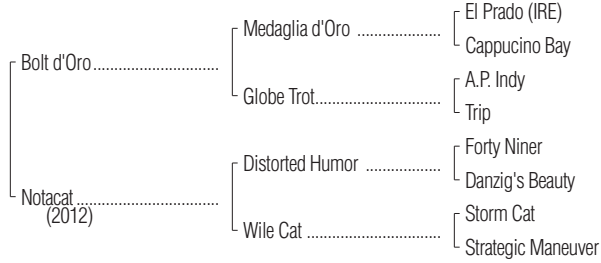 El Prado (IRE)
Medaglia d'Oro ....................
Cappucino Bay
Bolt d'Oro..............................
A.P. Indy
Globe Trot..............................
Trip
Forty Niner
Distorted Humor ..................
Danzig's Beauty
Notacat ..................................
(2012)
Storm Cat
Wile Cat ................................
Strategic Maneuver